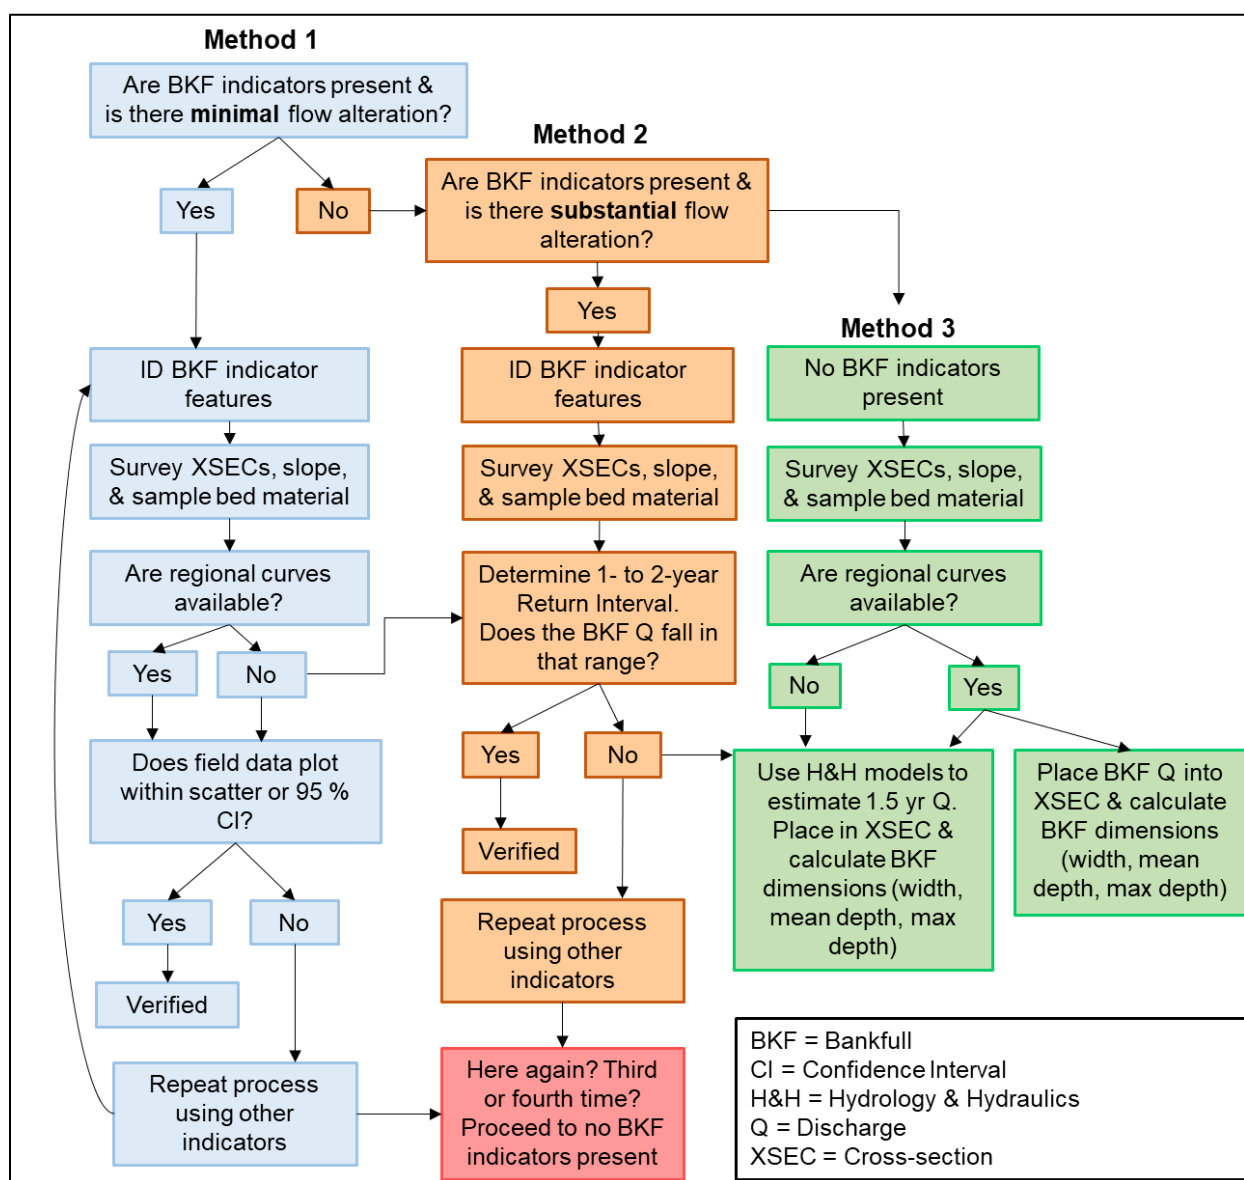 Method 1
Are BKF indicators present &
is there minimal flow alteration?
Yes
No
Method 2
Are BKF indicators present &
is there substantial flow
alteration?
Yes
Method 3
ID BKF indicator
features
Survey XSECs, slope,
& sample bed material
Are regional curves
available?
Yes
No
Does field data plot
within scatter or 95 %
CI?
Yes
No
Verified
Repeat process
using other
indicators
ID BKF indicator
features
Survey XSECs, slope,
& sample bed material
Determine 1- to 2-year
Return Interval.
Does the BKF Q fall in
that range?
Yes
No
Verified
Repeat process
using other
indicators
Here again? Third
or fourth time?
Proceed to no BKF
indicators present
No BKF indicators
present
Survey XSECs, slope,
& sample bed material
Are regional curves
available?
No
Yes
Use H&H models to
estimate 1.5 yr Q.
Place in XSEC &
calculate BKF
dimensions (width,
mean depth, max
depth)
Place BKF Q into
XSEC & calculate
BKF dimensions
(width, mean
depth, max depth)
BKF = Bankfull
CI = Confidence Interval
H&H = Hydrology & Hydraulics
Q = Discharge
XSEC = Cross-section